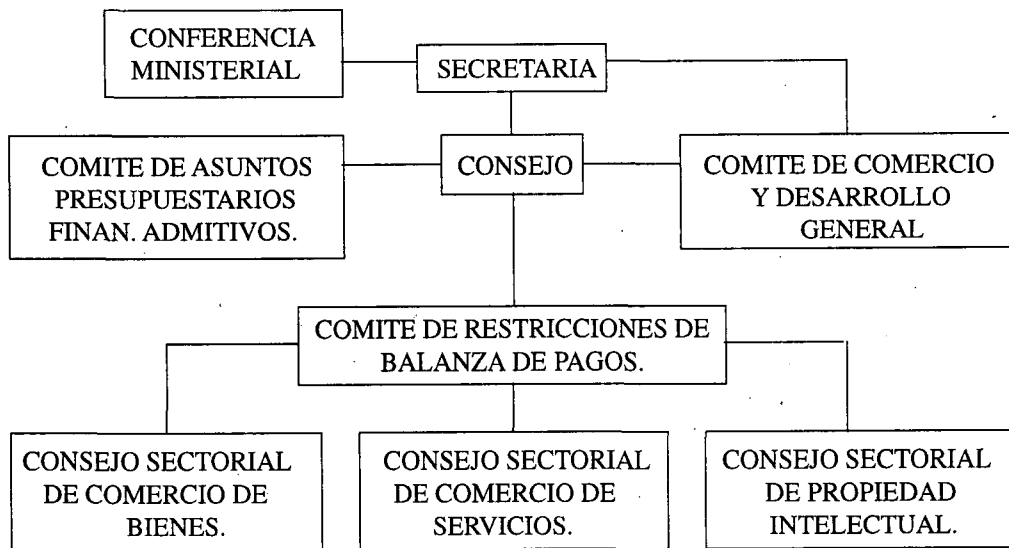 CONFERENCIA
MINISTERIAL
SECRETARIA
COMITE DE ASUNTOS
PRESUPUESTARIOS
FINAN. ADMITIVOS.
CONSEJO
COMITE DE COMERCIO
Y DESARROLLO
GENERAL
COMITE DE RESTRICCIONES DE
BALANZA DE PAGOS.
CONSEJO SECTORIAL
DE COMERCIO DE
BIENES.
CONSEJO SECTORIAL
DE COMERCIO DE
SERVICIOS.
CONSEJO SECTORIAL
DE PROPIEDAD
INTELECTUAL.